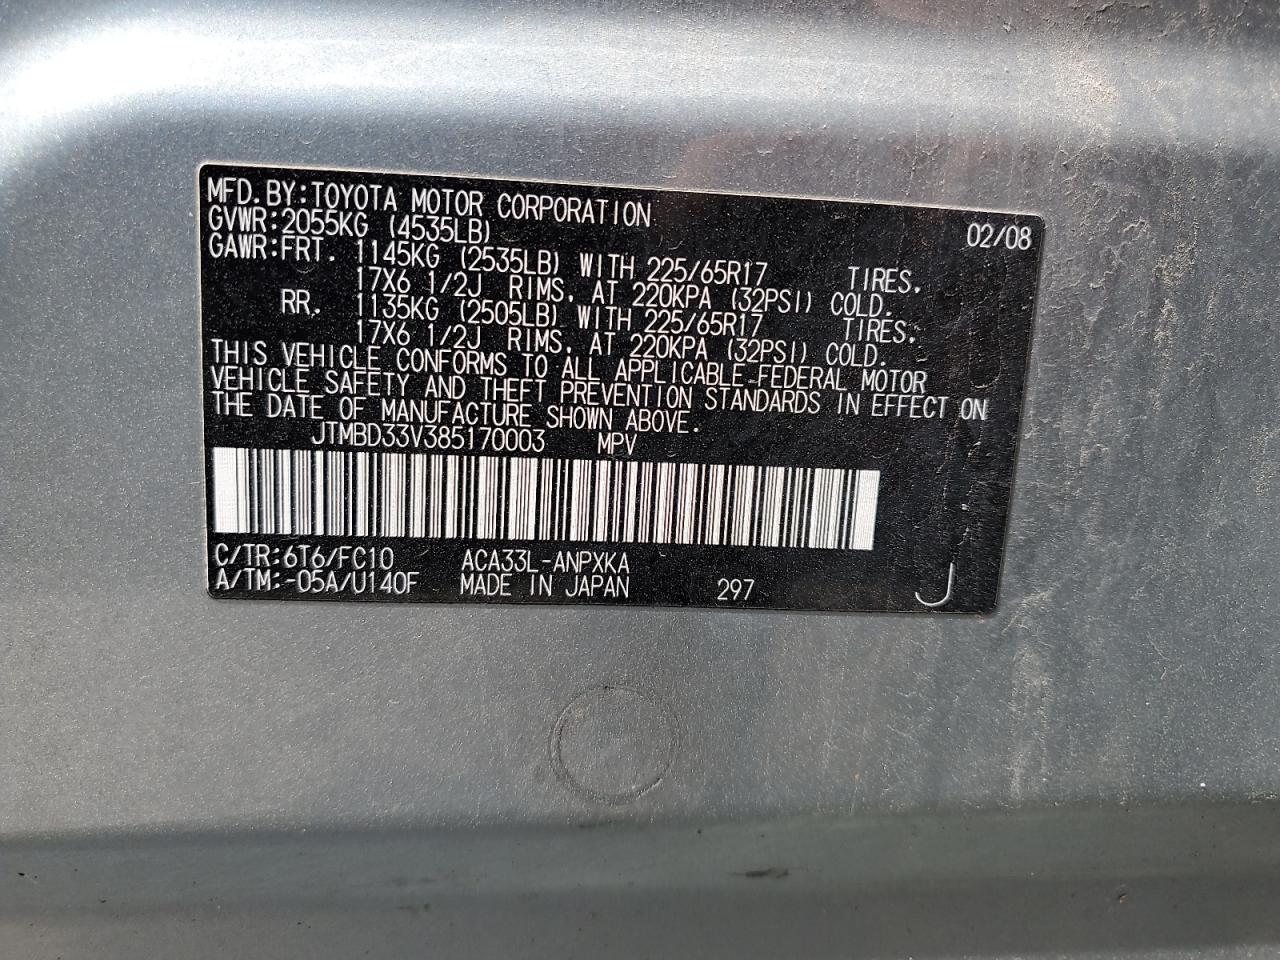 MFD.BY:TOYOTA MOTOR CORPORATION 02/08
GVWR:2055KG (4535LB)
GAWR:FRT. 1145KG (2535LB) WITH 225/65R17 TIRES.
17X6 1/2J RIMS, AT 220KPA (32PSI) COLD.
RR. 1135KG (2505LB) WITH 225/65R17 TIRES:
17X6 1/2J RIMS, AT 220KPA (32PSI) COLD.
THIS VEHICLE CONFORMS TO ALL APPLICABLE FEDERAL MOTOR
VEHICLE SAFETY AND THEFT PREVENTION STANDARDS IN EFFECT ON
THE DATE OF MANUFACTURE SHOWN ABOVE.
JTMBD33V385170003 MPV
C/TR:6T6/FC10 ACA33L-ANPXKA
A/TM:-05A/U140F MADE IN JAPAN 297 J